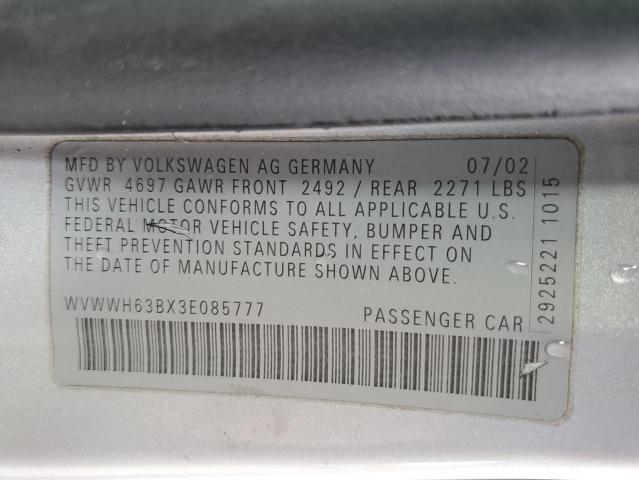 MFD BY VOLKSWAGEN AG GERMANY 07/02
GVWR 4697 GAWR FRONT 2492 / REAR 2271 LBS
THIS VEHICLE CONFORMS TO ALL APPLICABLE U.S.
FEDERAL MOTOR VEHICLE SAFETY, BUMPER AND
THEFT PREVENTION STANDARDS IN EFFECT ON
THE DATE OF MANUFACTURE SHOWN ABOVE.
WVWWH63BX3E085777 PASSENGER CAR
2925221 1015